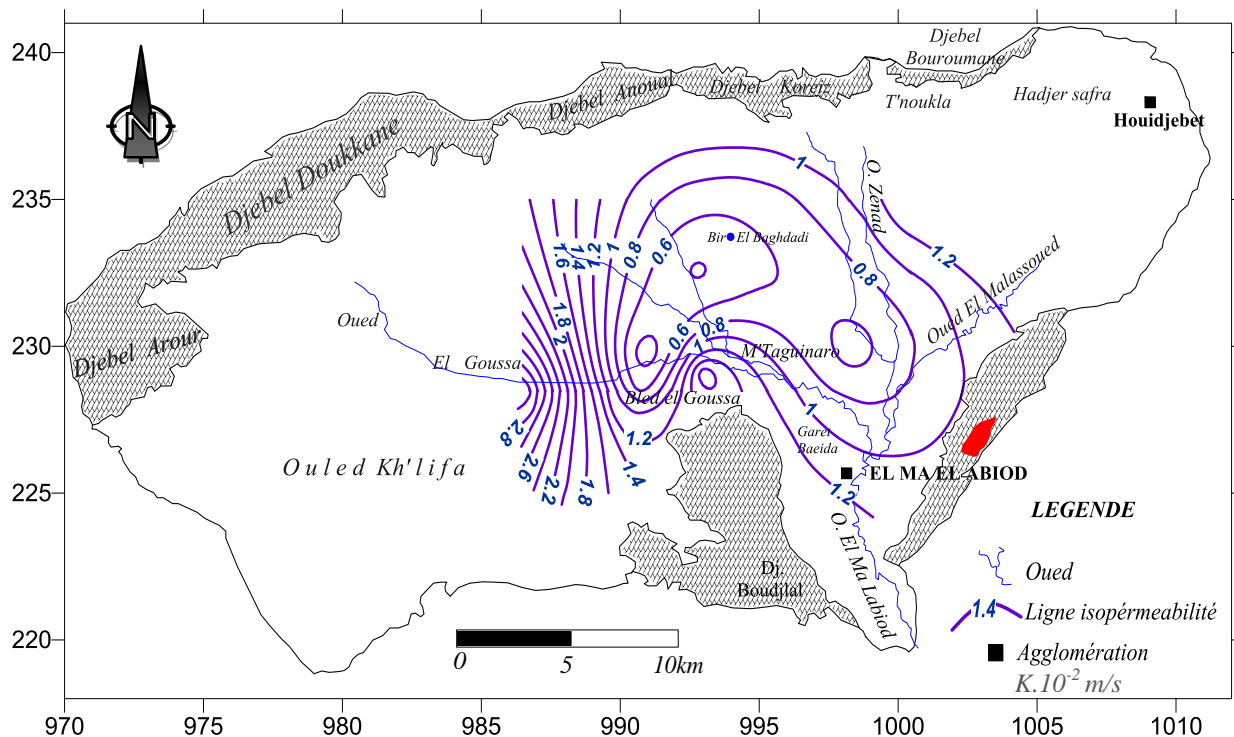 240
235
230
225
220
970
975
980
985
990
995
1000
1005
1010
N
Djebel Doukkane
Djebel Anoual
Djebel Koreiz
Djebel
Bouroumane
T'noukla
Hadjer safra
Houidjebet
Djebel Arour
Oued
El Goussa
Bir El Baghdadi
O. Zenad
Oued El Malassoued
M'Taguinaro
Bled el Goussa
Garet
Baeida
Ouled Kh'lifa
EL MA EL ABIOD
O. El Ma Labiod
Dj.
Boudjlal
1.6
1.4
1.2
1
0.8
0.6
1
1.2
0.8
1.8
2
0.6
0.8
1
1
1.2
1.4
1.2
2.8
2.6
2.2
1.8
0
5
10km
LEGENDE
Oued
1.4
Ligne isopérmeabilité
Agglomération
K.10-2 m/s